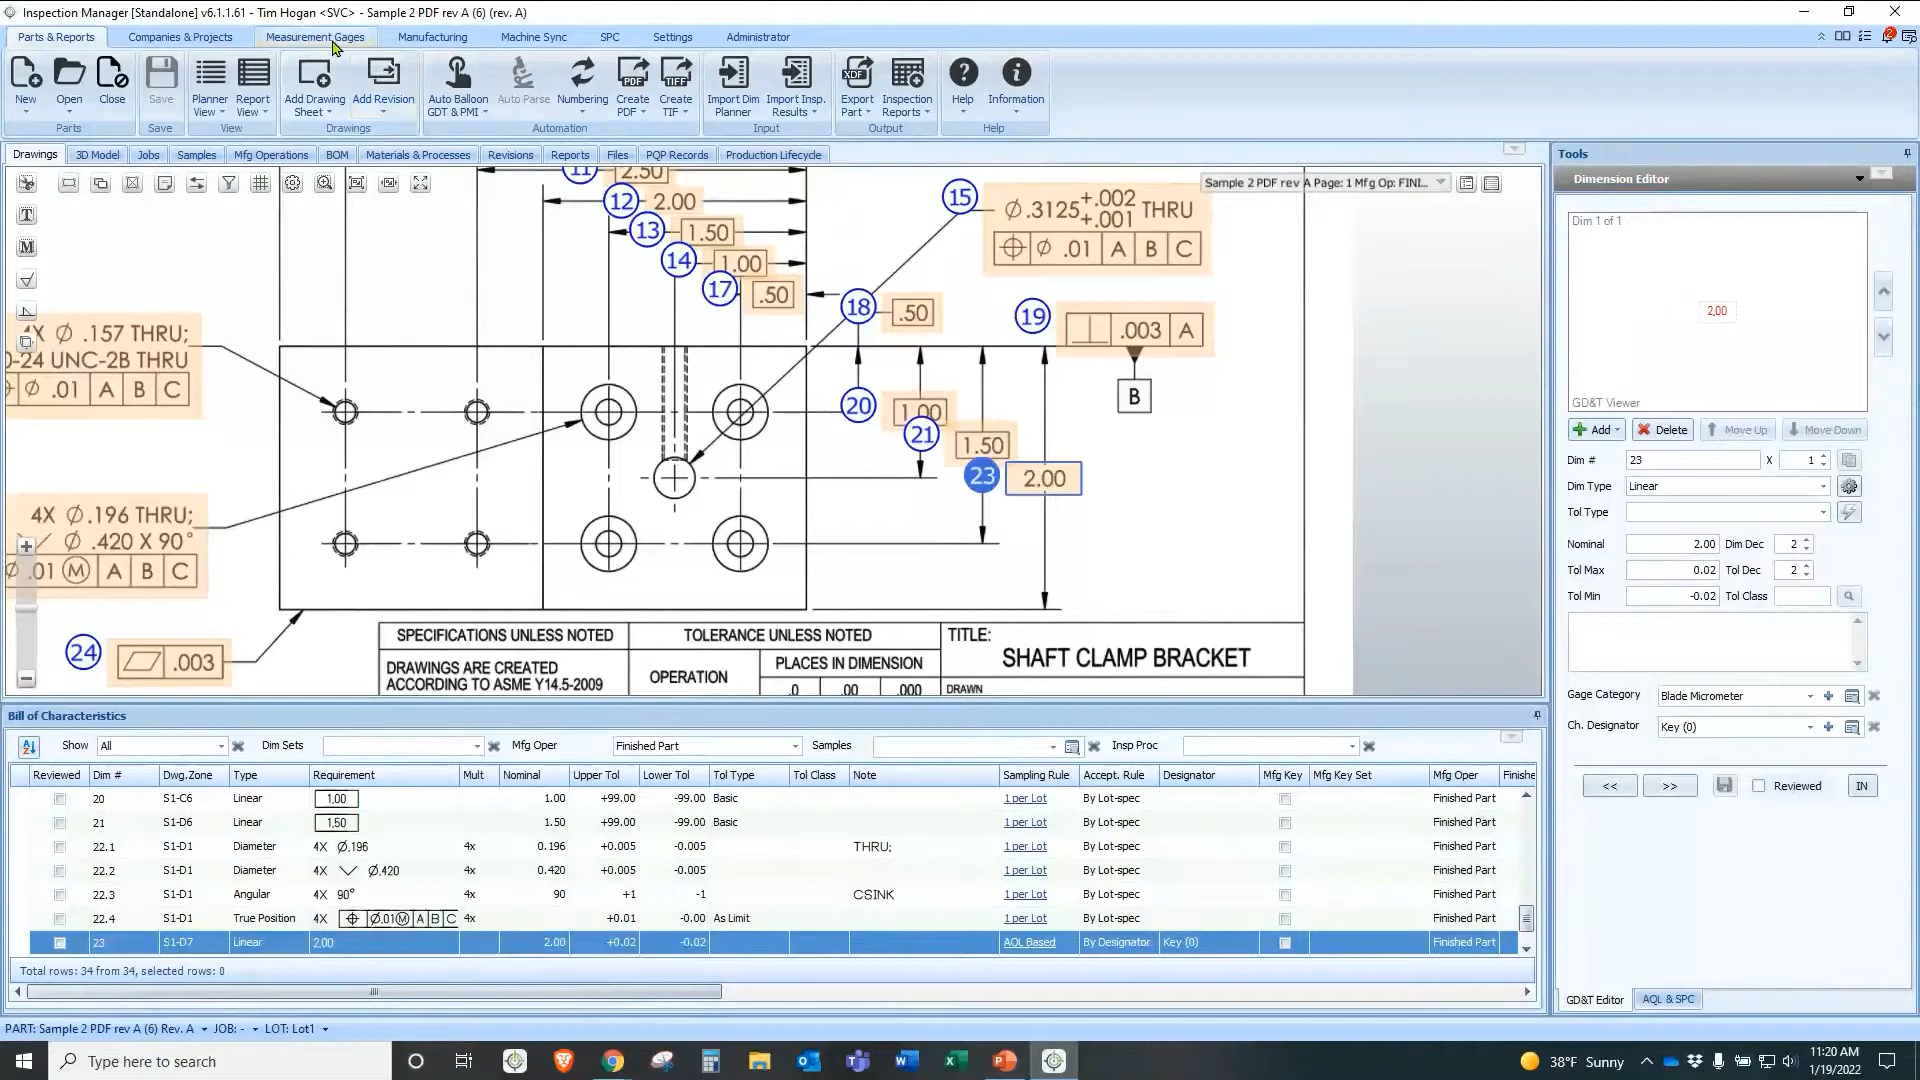 Inspection Manager [Standalone] v6.1.1.61 - Tim Hogan <SVC> - Sample 2 PDF rev A (6) (rev. A)
Parts & Reports Companies & Projects Measurement Gages Manufacturing Machine Sync SPC Settings Administrator
2
New Open Close Save Planner View Report View Add Drawing Sheet Add Revision Auto Balloon GDT & PMI Auto Parse Numbering Create PDF Create TIF Import Dim Planner Import Insp. Results Export Part Inspection Reports Help Information
Parts Save View Drawings Automation Input Output Help
Drawings 3D Model Jobs Samples Mfg Operations BOM Materials & Processes Revisions Reports Files PQP Records Production Lifecycle
Sample 2 PDF rev A Page: 1 Mfg Op: FINI...
11 2.50
12 2.00
13 1.50
14 1.00
17 .50
15 Ø.3125 +.002 +.001 THRU
⌖ Ø .01 A B C
18 .50
19 ⊥ .003 A
B
4X Ø .157 THRU;
0-24 UNC-2B THRU
Ø .01 A B C
20 1.00
21 1.50
23 2.00
4X Ø.196 THRU;
Ø .420 X 90°
Ø .01 Ⓜ A B C
24 ▱ .003
SPECIFICATIONS UNLESS NOTED
DRAWINGS ARE CREATED
ACCORDING TO ASME Y14.5-2009
TOLERANCE UNLESS NOTED
OPERATION
PLACES IN DIMENSION
.0 .00 .000
TITLE:
SHAFT CLAMP BRACKET
DRAWN
Tools
Dimension Editor
Dim 1 of 1
2,00
GD&T Viewer
Add Delete Move Up Move Down
Dim # 23 X 1
Dim Type Linear
Tol Type
Nominal 2.00 Dim Dec 2
Tol Max 0.02 Tol Dec 2
Tol Min -0.02 Tol Class
Gage Category Blade Micrometer
Ch. Designator Key (0)
<< >> Reviewed IN
GD&T Editor AQL & SPC
Bill of Characteristics
Show All Dim Sets Mfg Oper Finished Part Samples Insp Proc
Reviewed Dim # Dwg.Zone Type Requirement Mult Nominal Upper Tol Lower Tol Tol Type Tol Class Note Sampling Rule Accept. Rule Designator Mfg Key Mfg Key Set Mfg Oper Finishe
20 S1-C6 Linear 1,00 1.00 +99.00 -99.00 Basic 1 per Lot By Lot-spec Finished Part
21 S1-D6 Linear 1,50 1.50 +99.00 -99.00 Basic 1 per Lot By Lot-spec Finished Part
22.1 S1-D1 Diameter 4X Ø.196 4x 0.196 +0.005 -0.005 THRU; 1 per Lot By Lot-spec Finished Part
22.2 S1-D1 Diameter 4X Ø.420 4x 0.420 +0.005 -0.005 1 per Lot By Lot-spec Finished Part
22.3 S1-D1 Angular 4X 90° 4x 90 +1 -1 CSINK 1 per Lot By Lot-spec Finished Part
22.4 S1-D1 True Position 4X ⌖ Ø.01Ⓜ A B C 4x +0.01 -0.00 As Limit 1 per Lot By Lot-spec Finished Part
23 S1-D7 Linear 2,00 2.00 +0.02 -0.02 AQL Based By Designator Key (0) Finished Part
Total rows: 34 from 34, selected rows: 0
PART: Sample 2 PDF rev A (6) Rev. A JOB: - LOT: Lot1
Type here to search
38°F Sunny
11:20 AM
1/19/2022